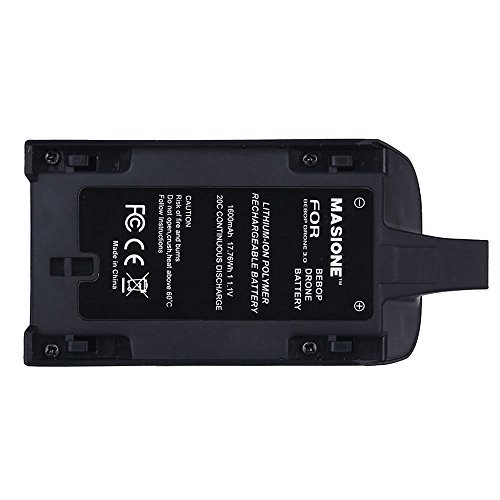 MASIONE™
FOR BEBOP DRONE BATTERY
BEBOP DRONE 3.0
LITHIUM-ION POLYMER
RECHARGEABLE BATTERY
1600mAh 17.76Wh 11.1V
20C CONTINUOUS DISCHARGE
Risk of fire and burns
Do not open,crush,heat above 60°C
Follow Instructions
FC CE
Made in China